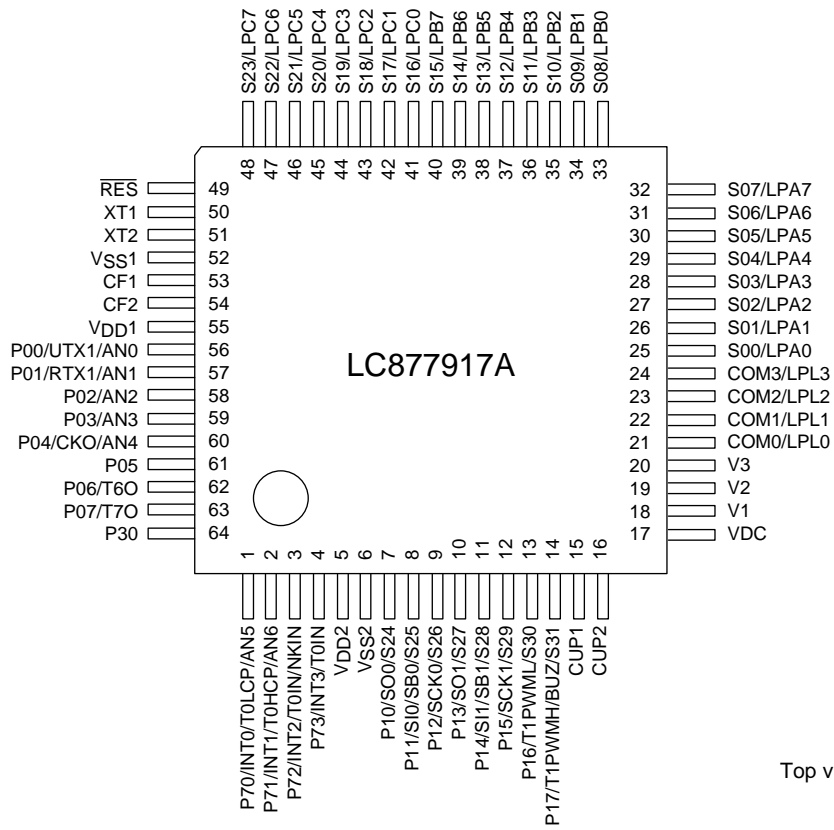 S23/LPC7
S22/LPC6
S21/LPC5
S20/LPC4
S19/LPC3
S18/LPC2
S17/LPC1
S16/LPC0
S15/LPB7
S14/LPB6
S13/LPB5
S12/LPB4
S11/LPB3
S10/LPB2
S09/LPB1
S08/LPB0
48
47
46
45
44
43
42
41
40
39
38
37
36
35
34
33
RES 49
XT1 50
XT2 51
VSS1 52
CF1 53
CF2 54
VDD1 55
P00/UTX1/AN0 56
P01/RTX1/AN1 57
P02/AN2 58
P03/AN3 59
P04/CKO/AN4 60
P05 61
P06/T6O 62
P07/T7O 63
P30 64
LC877917A
32 S07/LPA7
31 S06/LPA6
30 S05/LPA5
29 S04/LPA4
28 S03/LPA3
27 S02/LPA2
26 S01/LPA1
25 S00/LPA0
24 COM3/LPL3
23 COM2/LPL2
22 COM1/LPL1
21 COM0/LPL0
20 V3
19 V2
18 V1
17 VDC
1
2
3
4
5
6
7
8
9
10
11
12
13
14
15
16
P70/INT0/T0LCP/AN5
P71/INT1/T0HCP/AN6
P72/INT2/T0IN/NKIN
P73/INT3/T0IN
VDD2
VSS2
P10/SO0/S24
P11/SI0/SB0/S25
P12/SCK0/S26
P13/SO1/S27
P14/SI1/SB1/S28
P15/SCK1/S29
P16/T1PWML/S30
P17/T1PWMH/BUZ/S31
CUP1
CUP2
Top v